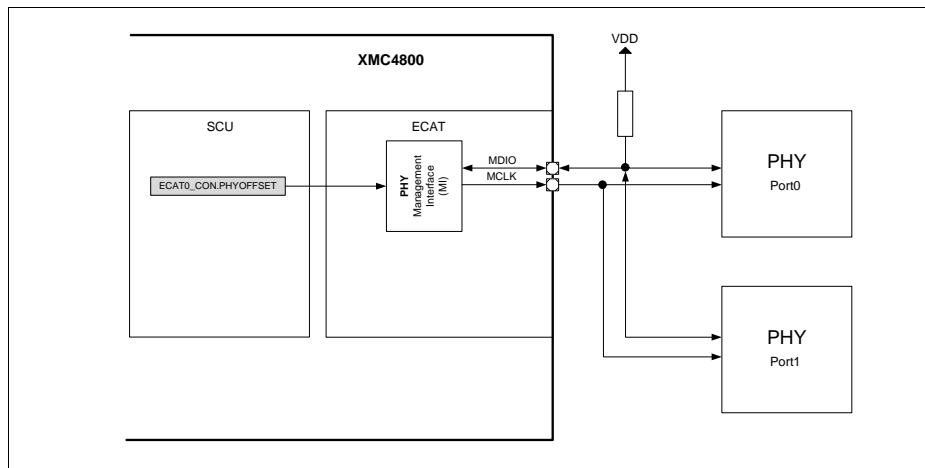 XMC4800
VDD
SCU
ECAT
ECAT0_CON.PHYOFFSET
PHY
Management
Interface
(MI)
MDIO
MCLK
PHY
Port0
PHY
Port1